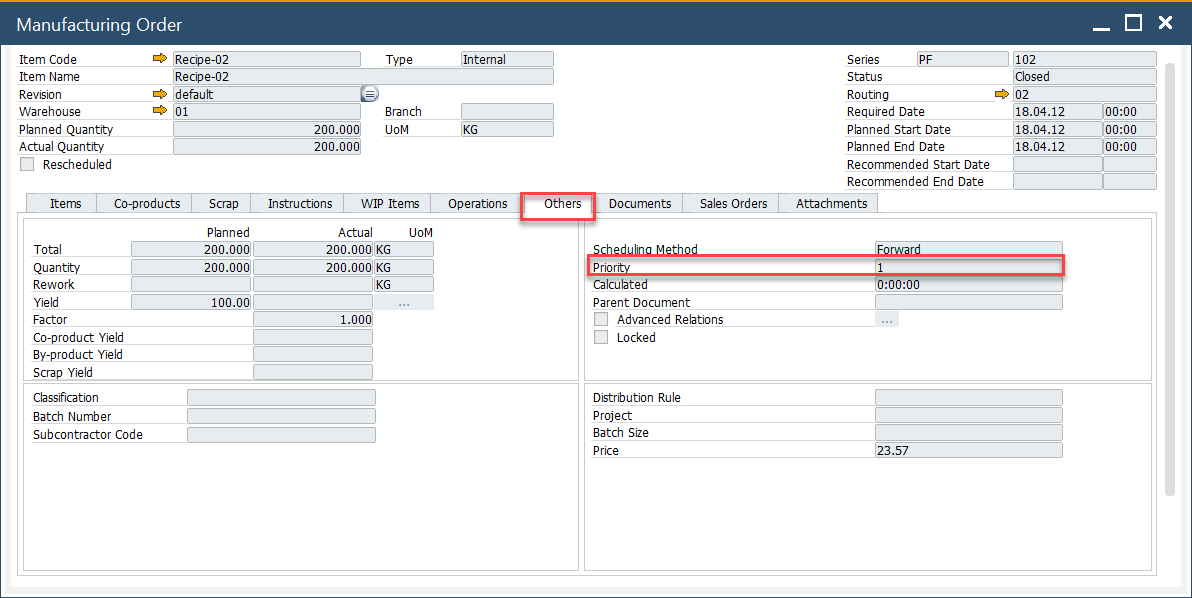 Manufacturing Order
Item Code Recipe-02 Type Internal Series PF 102
Item Name Recipe-02 Status Closed
Revision default Routing 02
Warehouse 01 Branch Required Date 18.04.12 00:00
Planned Quantity 200.000 UoM KG Planned Start Date 18.04.12 00:00
Actual Quantity 200.000 Planned End Date 18.04.12 00:00
Rescheduled Recommended Start Date
Recommended End Date
Items Co-products Scrap Instructions WIP Items Operations Others Documents Sales Orders Attachments
Planned Actual UoM
Total 200.000 200.000 KG Scheduling Method Forward
Quantity 200.000 200.000 KG Priority 1
Rework KG Calculated 0:00:00
Yield 100.00 ... Parent Document
Factor 1.000 Advanced Relations ...
Co-product Yield Locked
By-product Yield
Scrap Yield
Classification Distribution Rule
Batch Number Project
Subcontractor Code Batch Size
Price 23.57